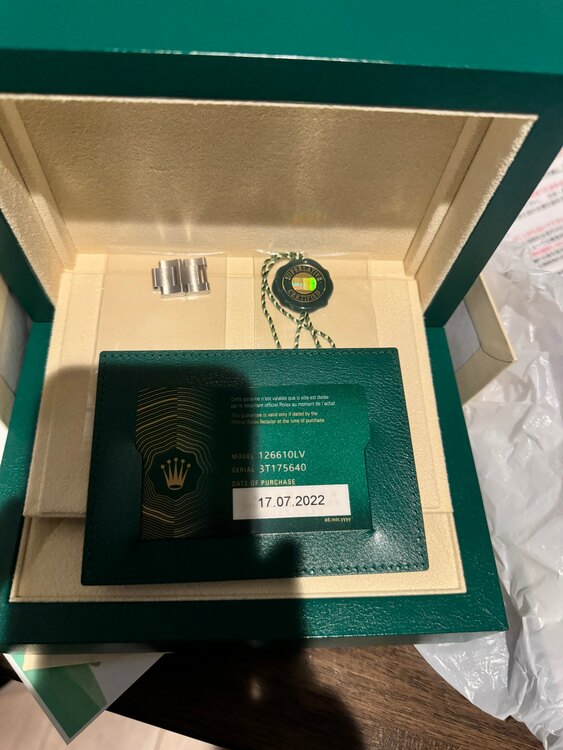 SUPERLATIVE
CERTIFIED
Cette garantie n'est valable que si elle est datée
par le détaillant officiel Rolex au moment de l'achat
This guarantee is valid only if dated by the
Official Rolex Retailer at the time of purchase
MODEL 126610LV
SERIAL 3T175640
DATE OF PURCHASE
17.07.2022
dd.mm.yyyy